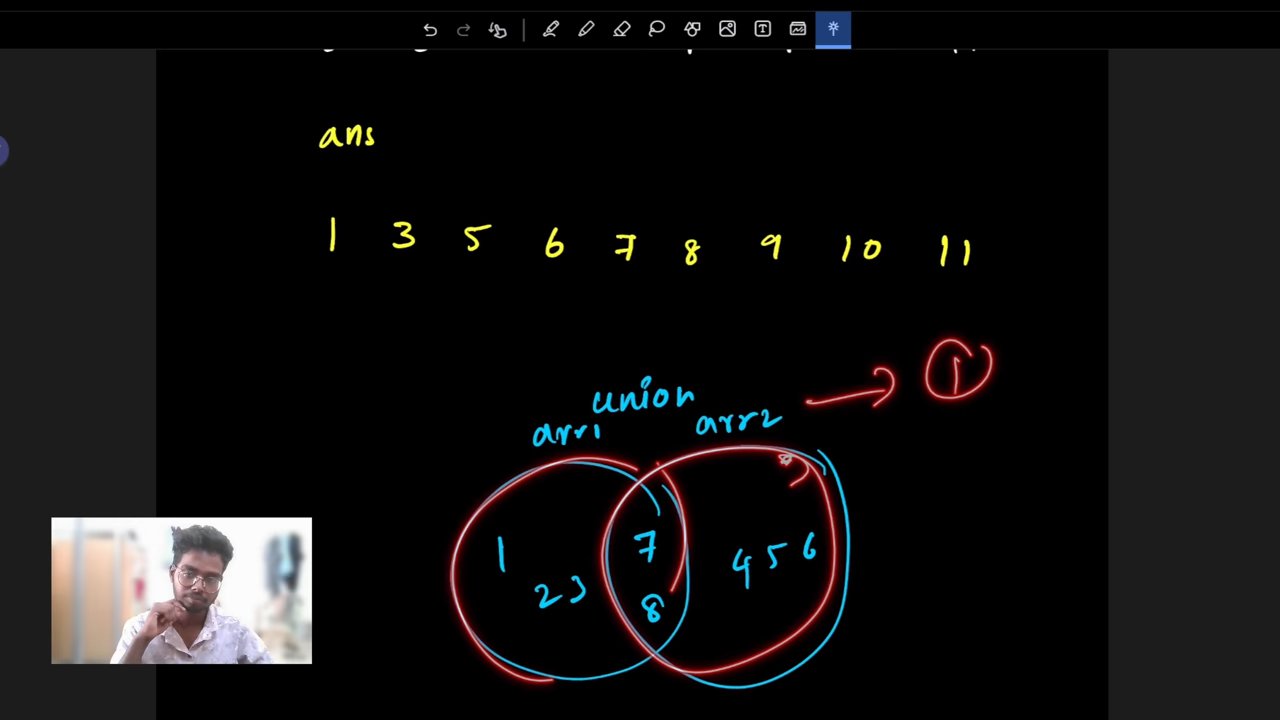 ans
1 3 5 6 7 8 9 10 11
union
arr1 arr2
1
1 7 4 5 6
2 3 8